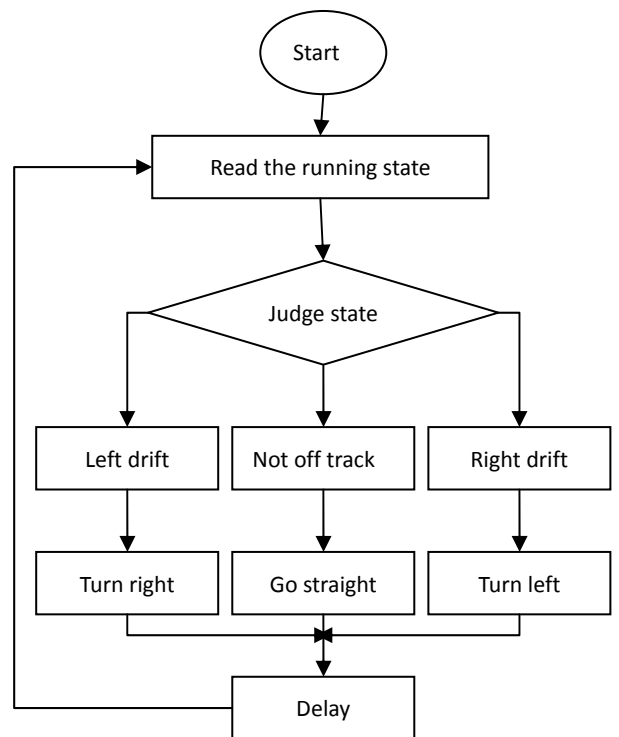 Start
Read the running state
Judge state
Left drift
Not off track
Right drift
Turn right
Go straight
Turn left
Delay